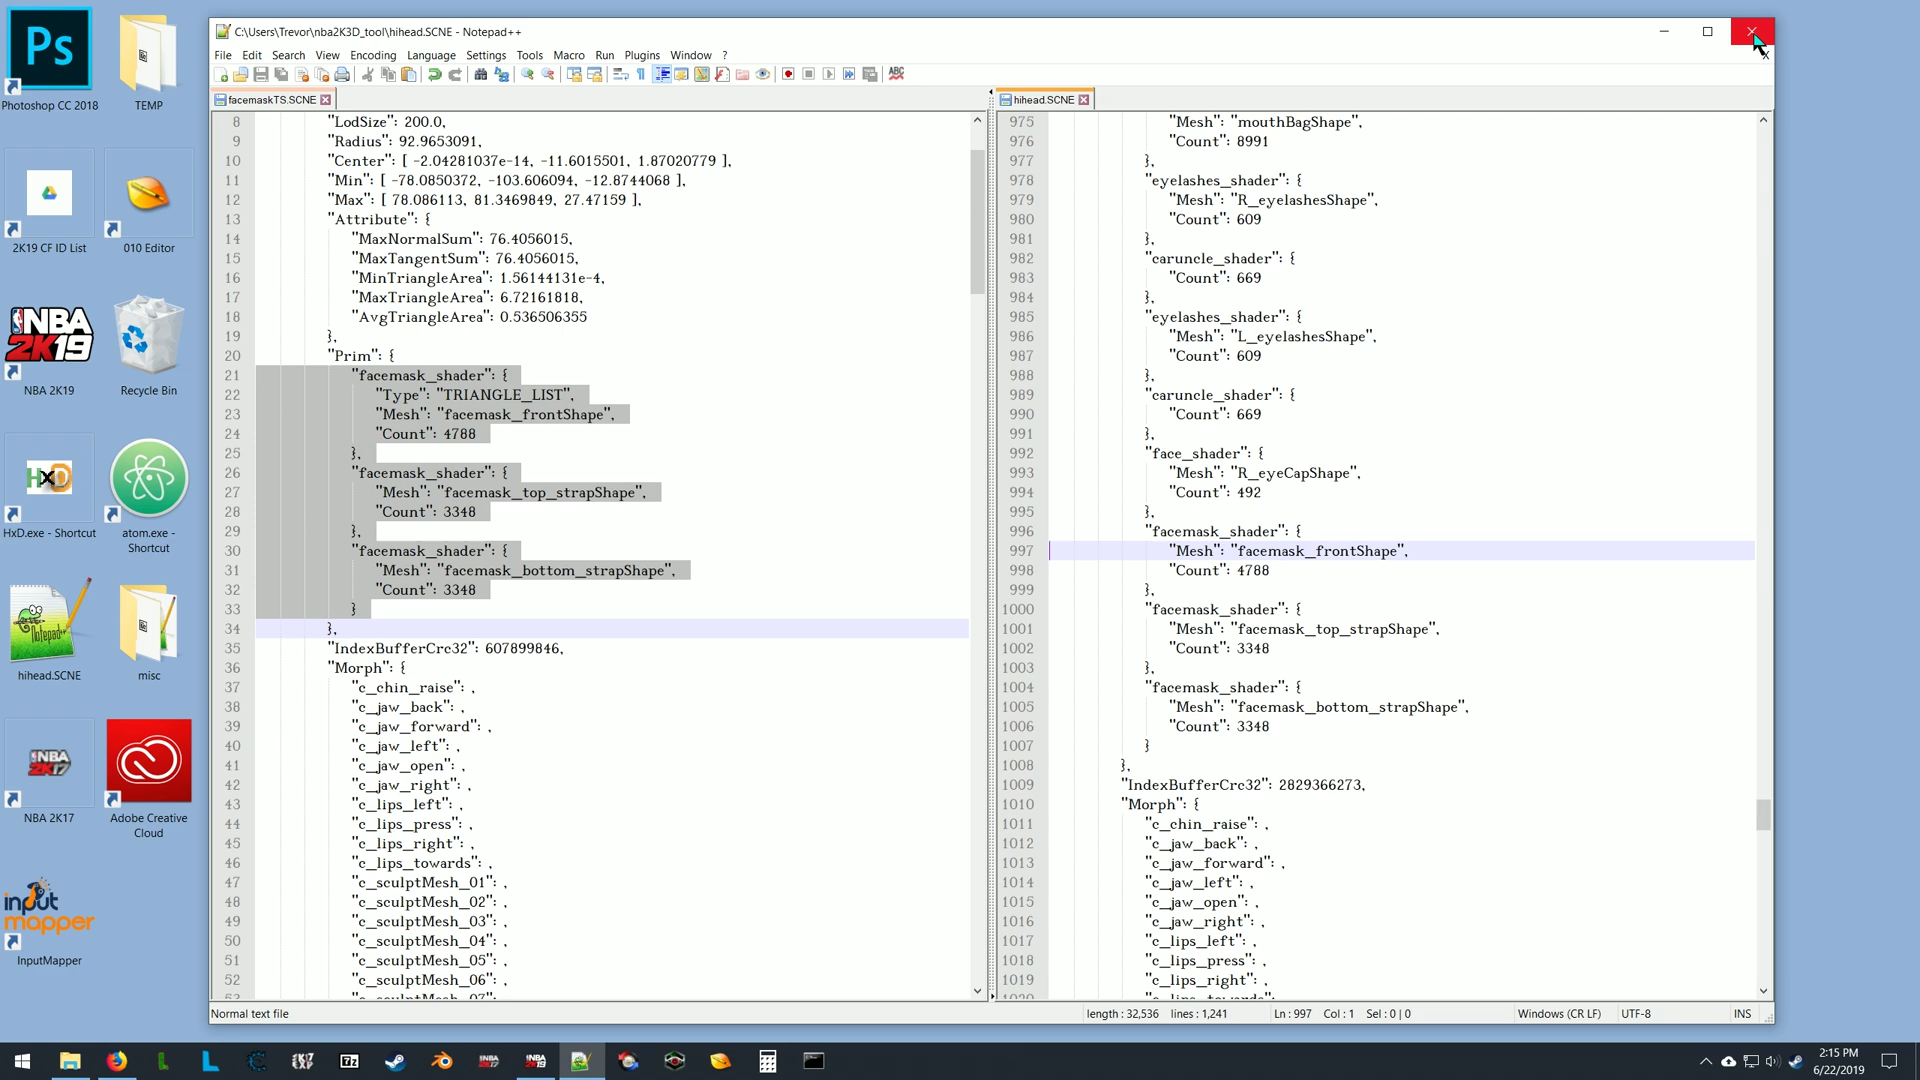 C:\Users\Trevor\nba2K3D_tool\hihead.SCNE - Notepad++
File Edit Search View Encoding Language Settings Tools Macro Run Plugins Window ?
facemaskTS.SCNE
8 "LodSize": 200.0,
9 "Radius": 92.9653091,
10 "Center": [ -2.04281037e-14, -11.6015501, 1.87020779 ],
11 "Min": [ -78.0850372, -103.606094, -12.8744068 ],
12 "Max": [ 78.086113, 81.3469849, 27.47159 ],
13 "Attribute": {
14 "MaxNormalSum": 76.4056015,
15 "MaxTangentSum": 76.4056015,
16 "MinTriangleArea": 1.56144131e-4,
17 "MaxTriangleArea": 6.72161818,
18 "AvgTriangleArea": 0.536506355
19 },
20 "Prim": {
21 "facemask_shader": {
22 "Type": "TRIANGLE_LIST",
23 "Mesh": "facemask_frontShape",
24 "Count": 4788
25 },
26 "facemask_shader": {
27 "Mesh": "facemask_top_strapShape",
28 "Count": 3348
29 },
30 "facemask_shader": {
31 "Mesh": "facemask_bottom_strapShape",
32 "Count": 3348
33 }
34 },
35 "IndexBufferCrc32": 607899846,
36 "Morph": {
37 "c_chin_raise": ,
38 "c_jaw_back": ,
39 "c_jaw_forward": ,
40 "c_jaw_left": ,
41 "c_jaw_open": ,
42 "c_jaw_right": ,
43 "c_lips_left": ,
44 "c_lips_press": ,
45 "c_lips_right": ,
46 "c_lips_towards": ,
47 "c_sculptMesh_01": ,
48 "c_sculptMesh_02": ,
49 "c_sculptMesh_03": ,
50 "c_sculptMesh_04": ,
51 "c_sculptMesh_05": ,
52 "c_sculptMesh_06": ,
hihead.SCNE
975 "Mesh": "mouthBagShape",
976 "Count": 8991
977 },
978 "eyelashes_shader": {
979 "Mesh": "R_eyelashesShape",
980 "Count": 609
981 },
982 "caruncle_shader": {
983 "Count": 669
984 },
985 "eyelashes_shader": {
986 "Mesh": "L_eyelashesShape",
987 "Count": 609
988 },
989 "caruncle_shader": {
990 "Count": 669
991 },
992 "face_shader": {
993 "Mesh": "R_eyeCapShape",
994 "Count": 492
995 },
996 "facemask_shader": {
997 "Mesh": "facemask_frontShape",
998 "Count": 4788
999 },
1000 "facemask_shader": {
1001 "Mesh": "facemask_top_strapShape",
1002 "Count": 3348
1003 },
1004 "facemask_shader": {
1005 "Mesh": "facemask_bottom_strapShape",
1006 "Count": 3348
1007 }
1008 },
1009 "IndexBufferCrc32": 2829366273,
1010 "Morph": {
1011 "c_chin_raise": ,
1012 "c_jaw_back": ,
1013 "c_jaw_forward": ,
1014 "c_jaw_left": ,
1015 "c_jaw_open": ,
1016 "c_jaw_right": ,
1017 "c_lips_left": ,
1018 "c_lips_press": ,
1019 "c_lips_right": ,
Normal text file length : 32,536 lines : 1,241 Ln : 997 Col : 1 Sel : 0 | 0 Windows (CR LF) UTF-8 INS
Ps
Photoshop CC 2018
TEMP
2K19 CF ID List
010 Editor
NBA 2K19
NBA 2K19
Recycle Bin
HxD
HxD.exe - Shortcut
atom.exe - Shortcut
Notepad++
hihead.SCNE
misc
NBA 2K17
NBA 2K17
Adobe Creative Cloud
input mapper
InputMapper
ABC
7z
2:15 PM
6/22/2019